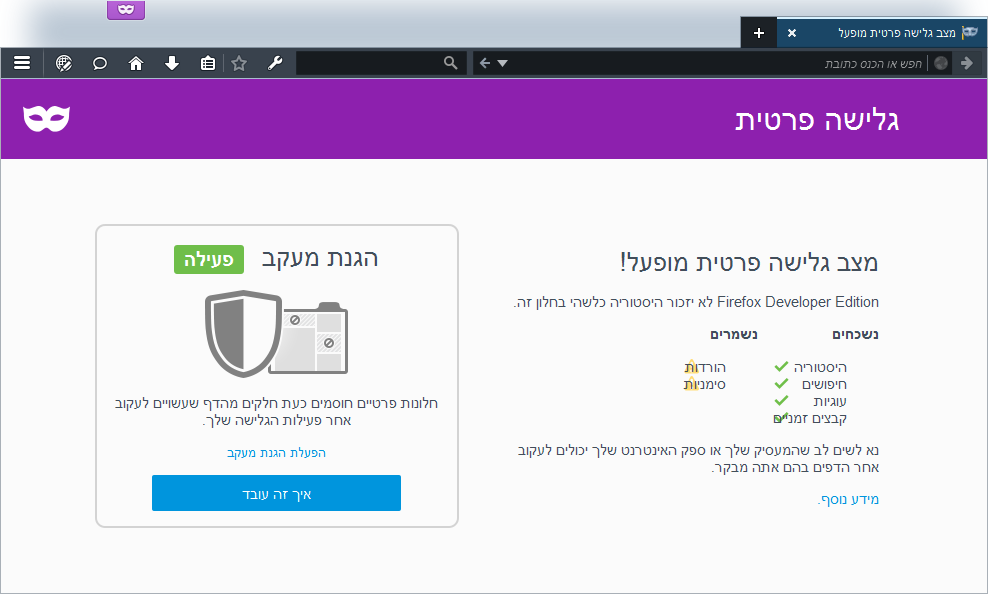 מצב גלישה פרטית מופעל
חפש או הכנס כתובת
גלישה פרטית
מצב גלישה פרטית מופעל!
Firefox Developer Edition לא יזכור היסטוריה כלשהי בחלון זה.
נשכחים
היסטוריה
חיפושים
עוגיות
קבצים זמניים
נשמרים
הורדות
סימניות
נא לשים לב שהמעסיק שלך או ספק האינטרנט שלך יכולים לעקוב
אחר הדפים בהם אתה מבקר.
מידע נוסף.
הגנת מעקב פעילה
חלונות פרטיים חוסמים כעת חלקים מהדף שעשויים לעקוב
אחר פעילות הגלישה שלך.
הפעלת הגנת מעקב
איך זה עובד